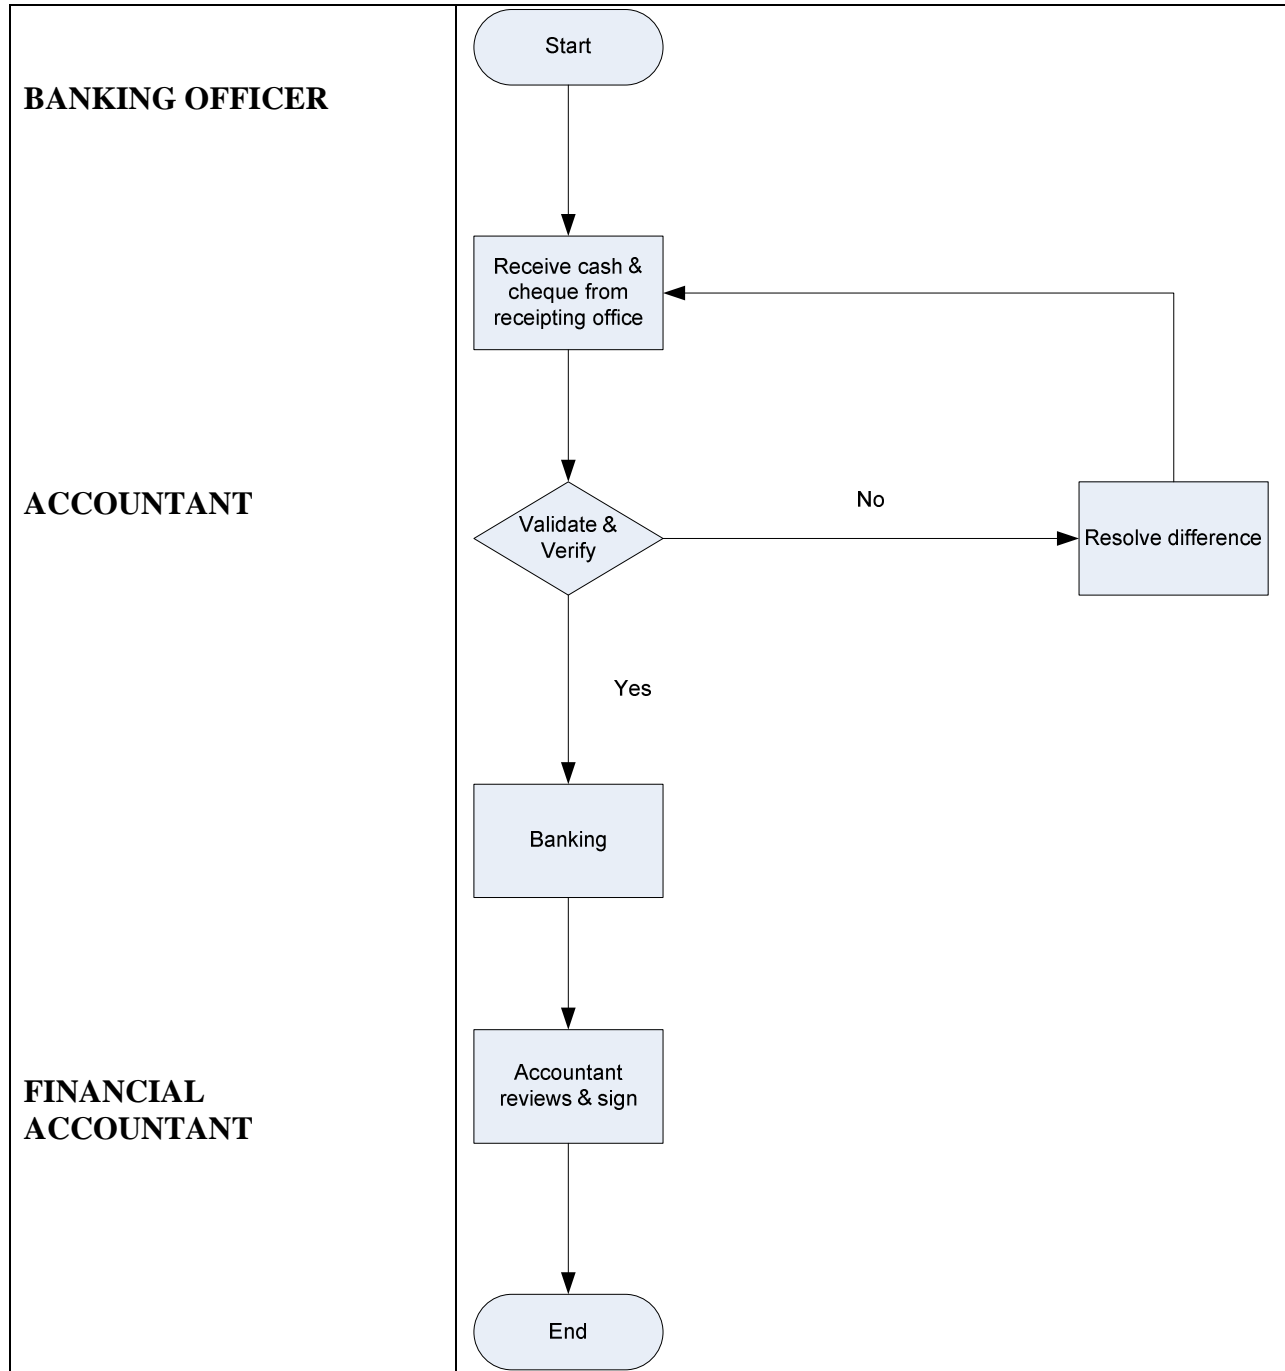 Start
BANKING OFFICER
Receive cash &
cheque from
receipting office
ACCOUNTANT
Validate &
Verify
No
Resolve difference
Yes
Banking
Accountant
reviews & sign
FINANCIAL
ACCOUNTANT
End